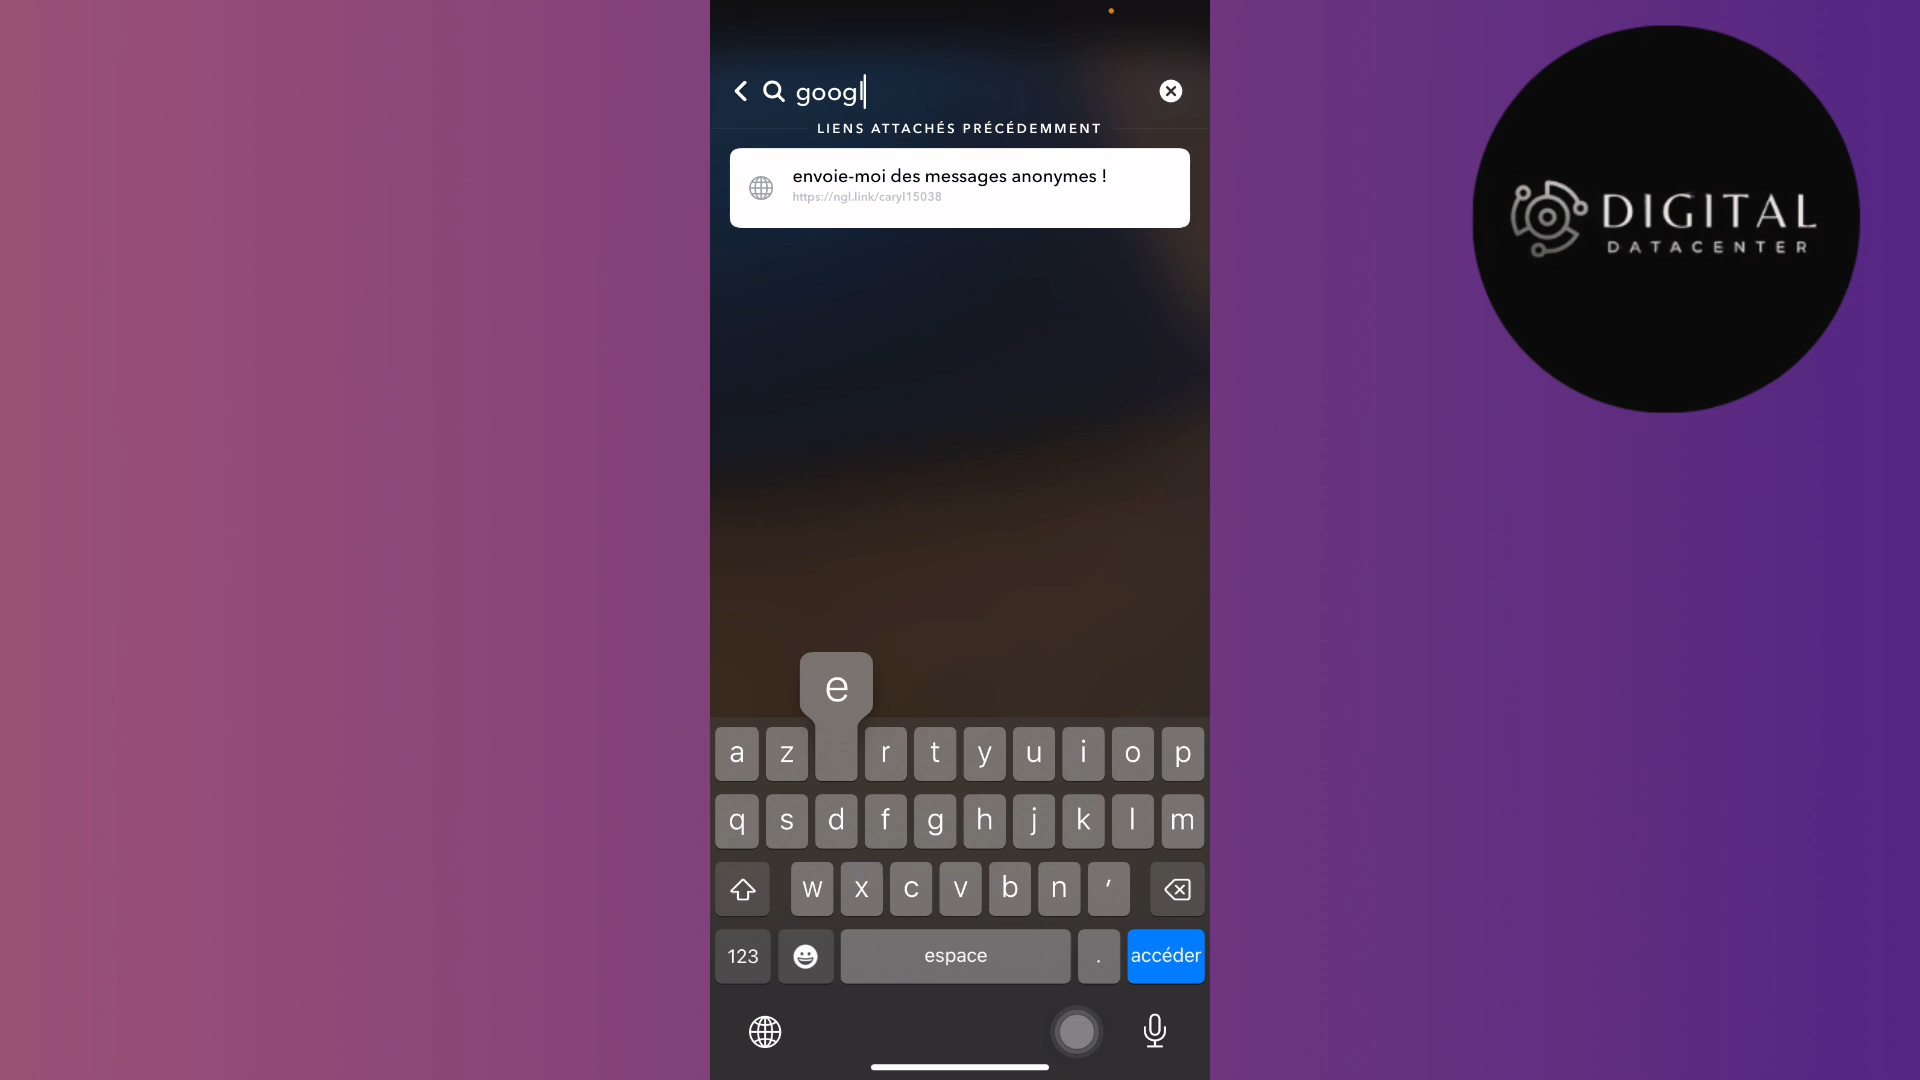 googl
LIENS ATTACHÉS PRÉCÉDEMMENT
envoie-moi des messages anonymes !
https://ngl.link/caryl15038
DIGITAL
DATACENTER
e
a z r t y u i o p
q s d f g h j k l m
w x c v b n ′
123 espace . accéder